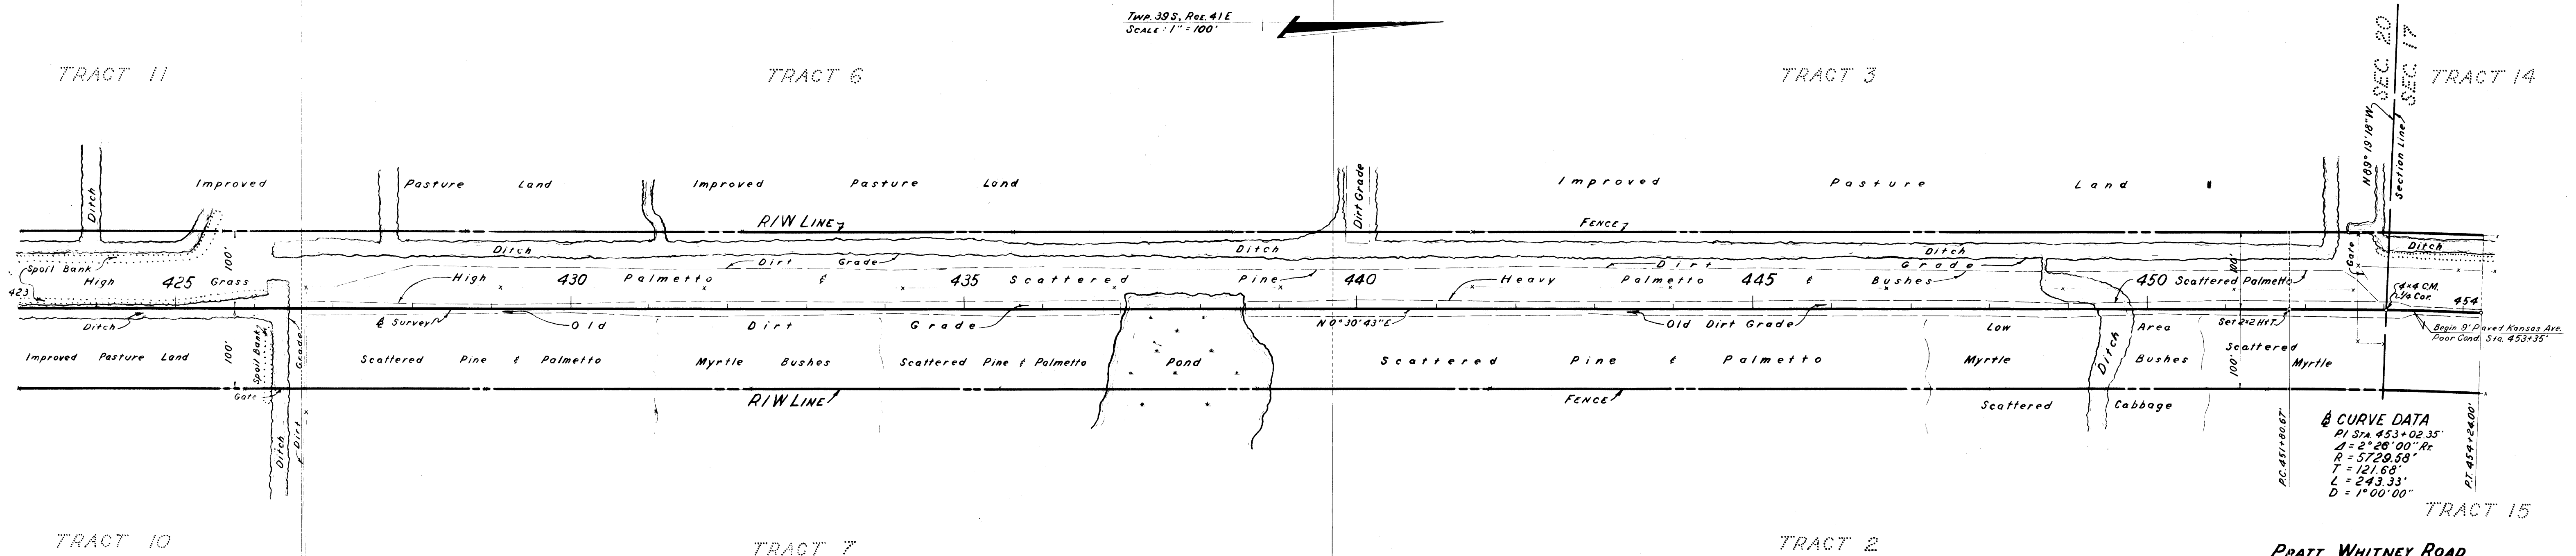 TWP. 39 S, RGE. 41 E
SCALE : 1" = 100'
TRACT 11
TRACT 6
TRACT 3
SEC. 20
SEC. 17
TRACT 14
N 89° 19' 18" W
Section Line
Ditch
Improved Pasture Land
Improved Pasture Land
Dirt Grade
Improved Pasture Land
R/W LINE
FENCE
100'
Ditch
Ditch
Ditch
Gate
Ditch
Spoil Bank
Dirt Grade
Dirt Grade
High 425 Grass
High 430 Palmetto & 435 Scattered Pine 440 Heavy Palmetto 445 & Bushes 450 Scattered Palmetto
100'
423
4x4 C.M.
1/4 Cor.
454
Ditch
℄ Survey
Old Dirt Grade
N 0° 30' 43" E
Old Dirt Grade
Low Area
Set 2x2 H&T
Begin 9' Paved Kansas Ave.
Poor Cond. Sta. 453+35'
Improved Pasture Land
100'
Spoil Bank
Dirt Grade
Scattered Pine & Palmetto
Myrtle Bushes
Scattered Pine & Palmetto
Pond
Scattered Pine & Palmetto
Myrtle
Ditch
Bushes
Scattered
Myrtle
100'
Gate
R/W LINE
FENCE
Scattered Cabbage
Ditch
Dirt
P.C. 451+80.67'
℄ CURVE DATA
P.I. STA. 453+02.35'
Δ = 2° 26' 00" RT.
R = 5729.58'
T = 121.68'
L = 243.33'
D = 1° 00' 00"
P.T. 454+24.00'
TRACT 15
TRACT 10
TRACT 7
TRACT 2
PRATT WHITNEY ROAD